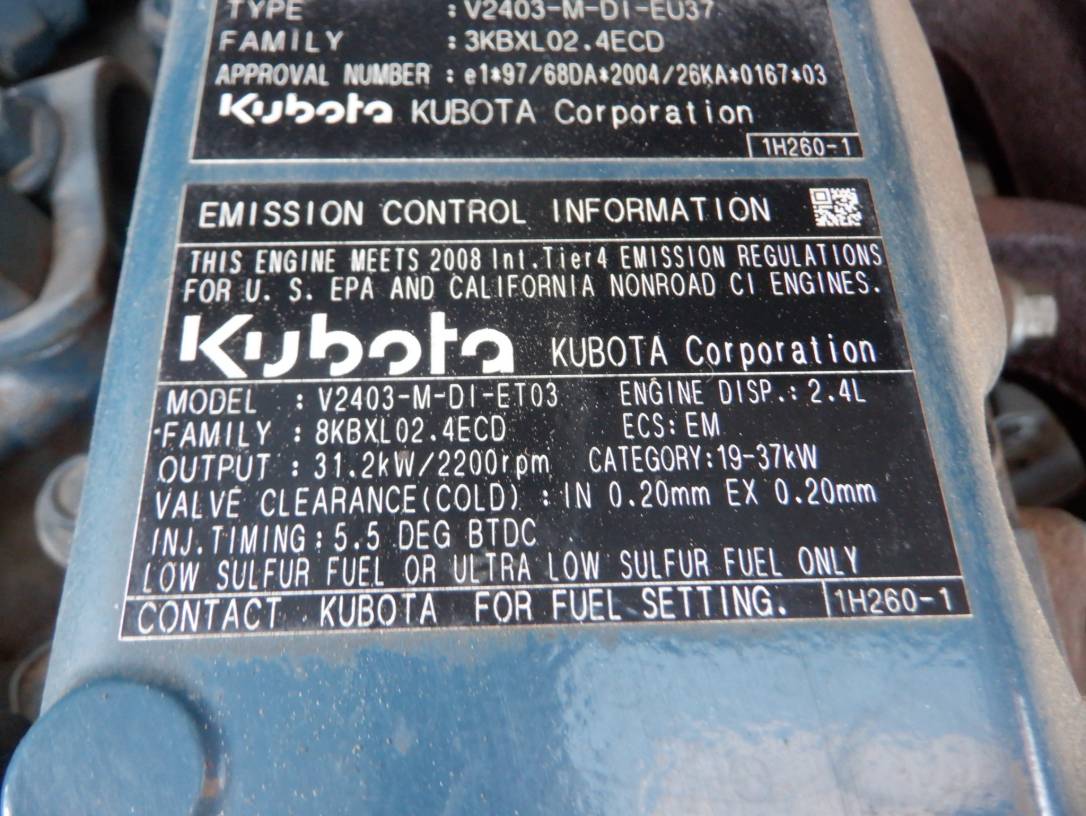 TYPE : V2403-M-DI-EU37
FAMILY : 3KBXL02.4ECD
APPROVAL NUMBER : e1*97/68DA*2004/26KA*0167*03
Kubota KUBOTA Corporation
1H260-1
EMISSION CONTROL INFORMATION
THIS ENGINE MEETS 2008 Int.Tier4 EMISSION REGULATIONS
FOR U. S. EPA AND CALIFORNIA NONROAD CI ENGINES.
Kubota KUBOTA Corporation
MODEL : V2403-M-DI-ET03 ENGINE DISP.: 2.4L
FAMILY : 8KBXL02.4ECD ECS: EM
OUTPUT : 31.2kW/2200rpm CATEGORY:19-37kW
VALVE CLEARANCE(COLD) : IN 0.20mm EX 0.20mm
INJ.TIMING : 5.5 DEG BTDC
LOW SULFUR FUEL OR ULTRA LOW SULFUR FUEL ONLY
CONTACT KUBOTA FOR FUEL SETTING. 1H260-1